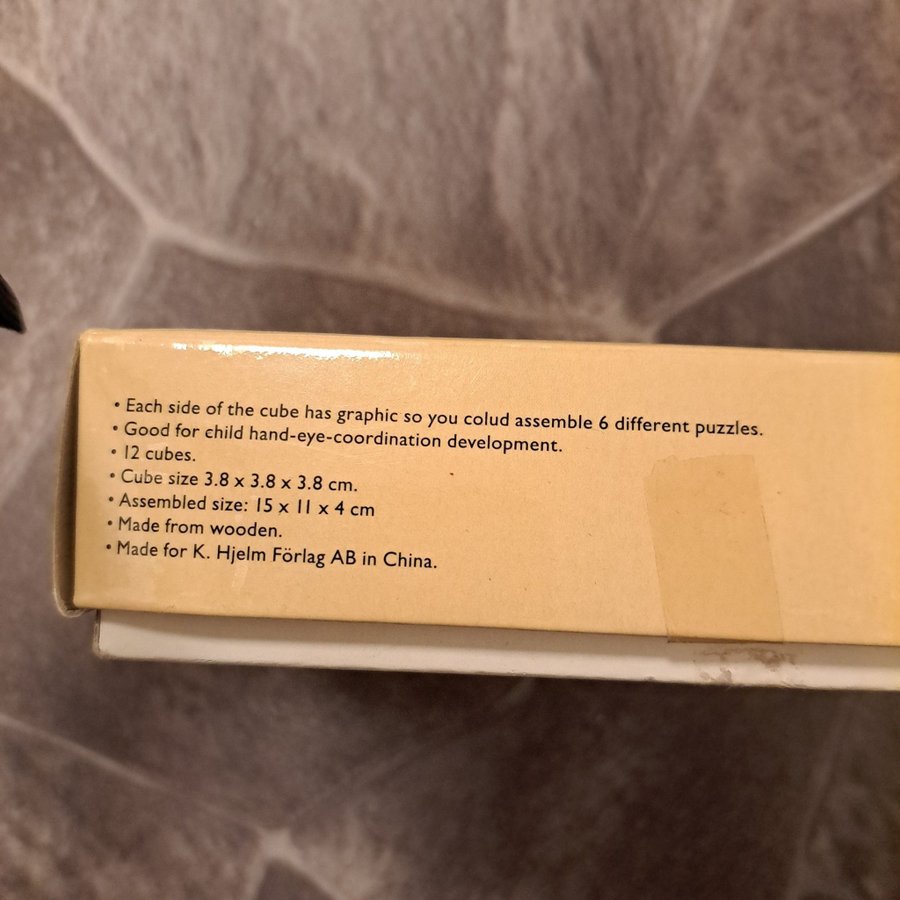 • Each side of the cube has graphic so you colud assemble 6 different puzzles.
• Good for child hand-eye-coordination development.
• 12 cubes.
• Cube size 3.8 x 3.8 x 3.8 cm.
• Assembled size: 15 x 11 x 4 cm
• Made from wooden.
• Made for K. Hjelm Förlag AB in China.